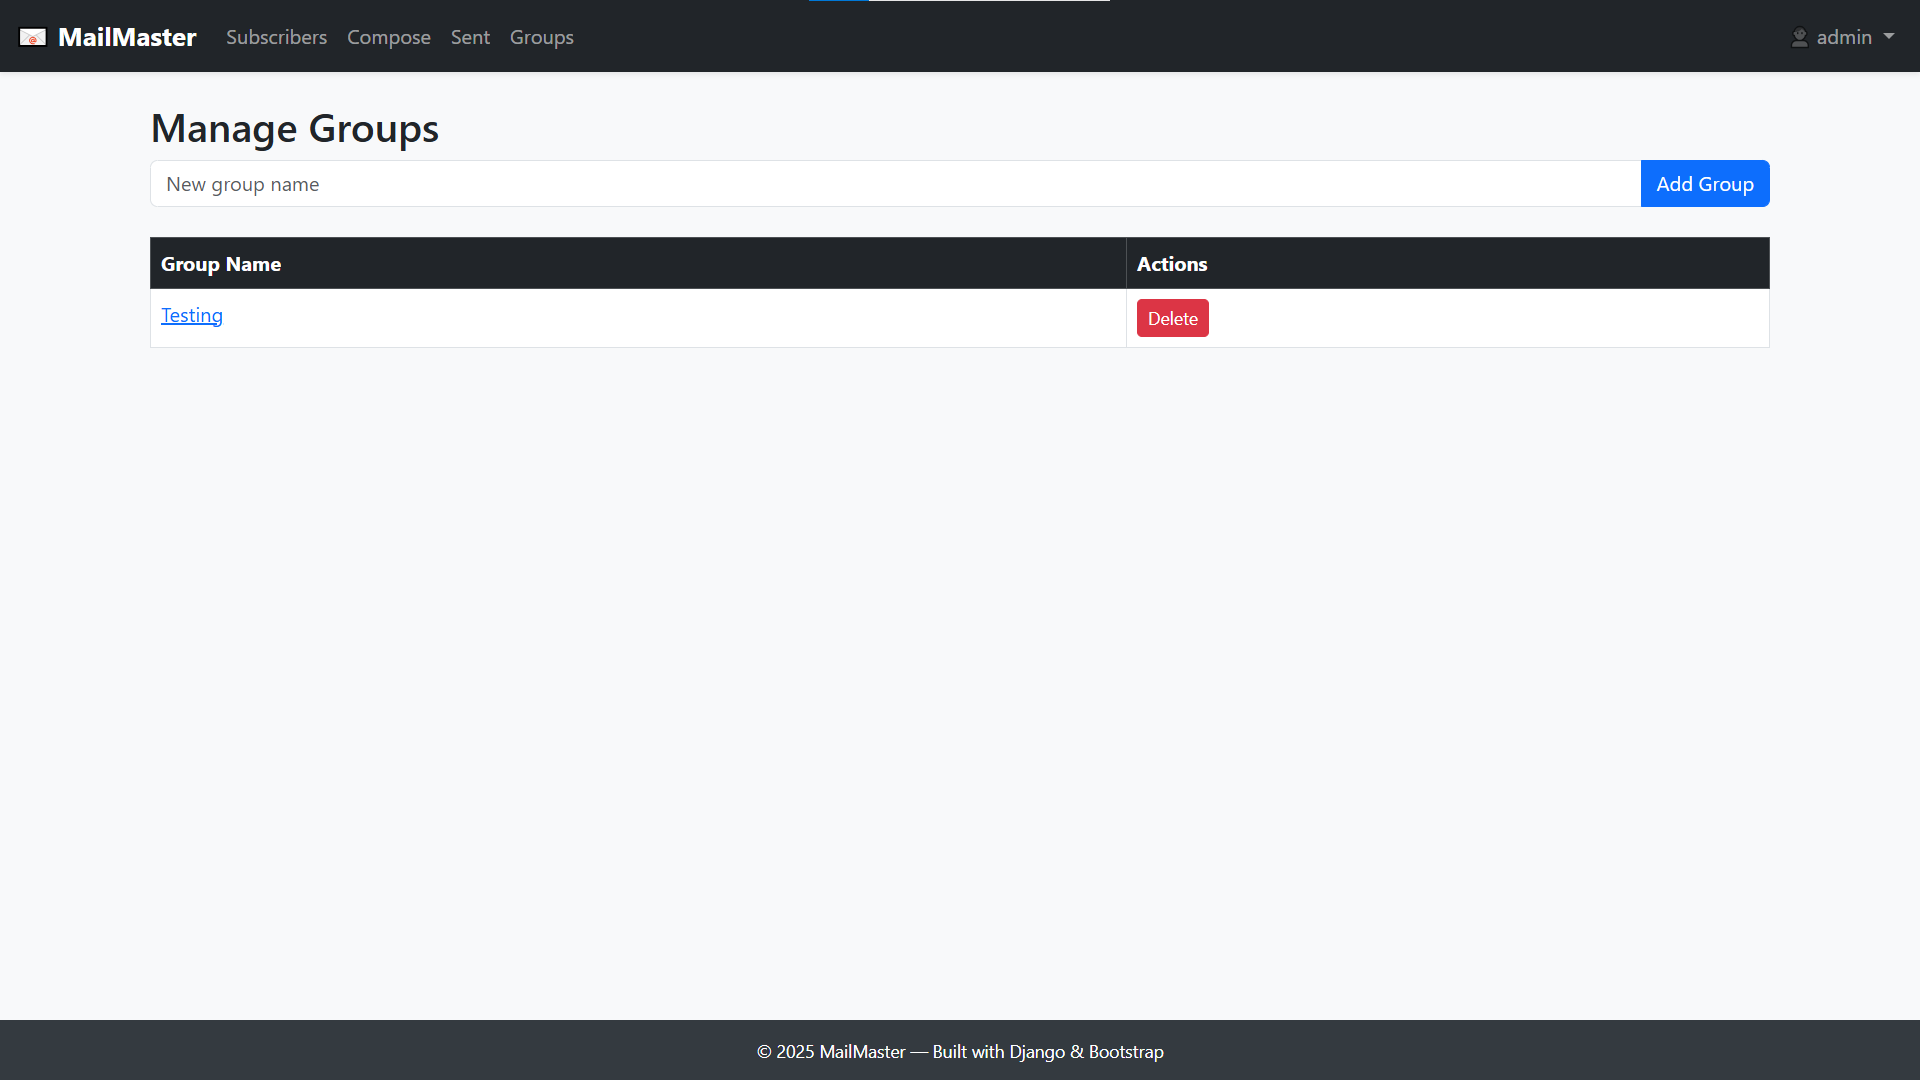 MailMaster Subscribers Compose Sent Groups admin
Manage Groups
New group name Add Group
Group Name Actions
Testing Delete
© 2025 MailMaster — Built with Django & Bootstrap